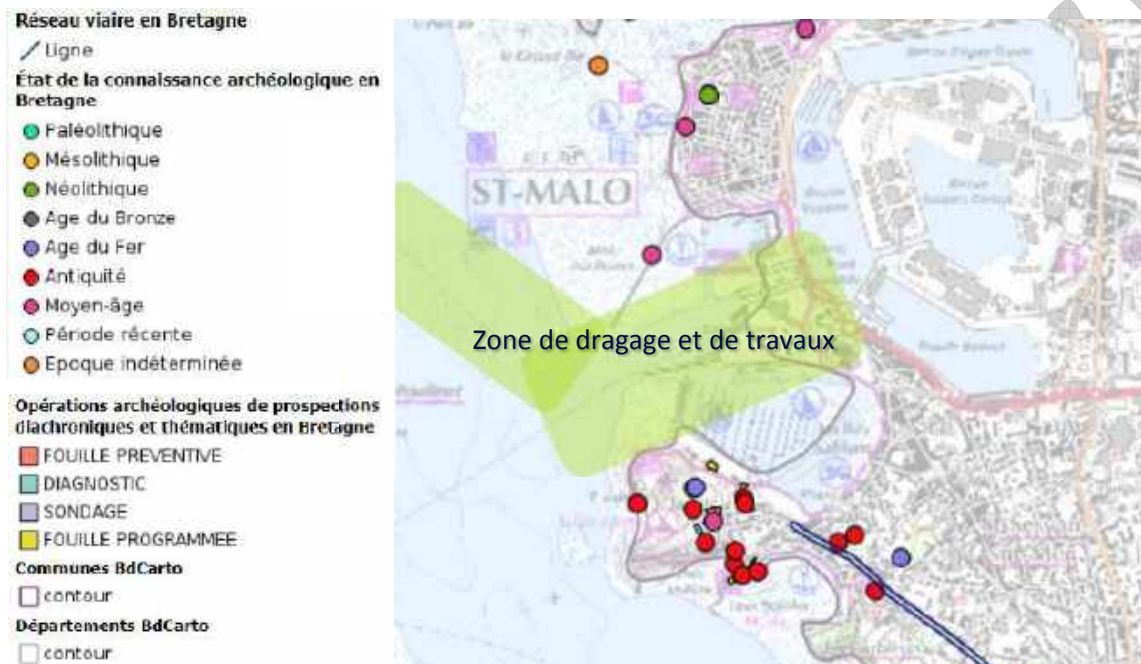 Réseau viaire en Bretagne
Ligne
État de la connaissance archéologique en
Bretagne
Paléolithique
Mésolithique
Néolithique
Age du Bronze
Age du Fer
Antiquité
Moyen-âge
Période récente
Epoque indéterminée
Opérations archéologiques de prospections
diachroniques et thématiques en Bretagne
FOUILLE PREVENTIVE
DIAGNOSTIC
SONDAGE
FOUILLE PROGRAMMEE
Communes BdCarto
contour
Départements BdCarto
contour
ST-MALO
Zone de dragage et de travaux